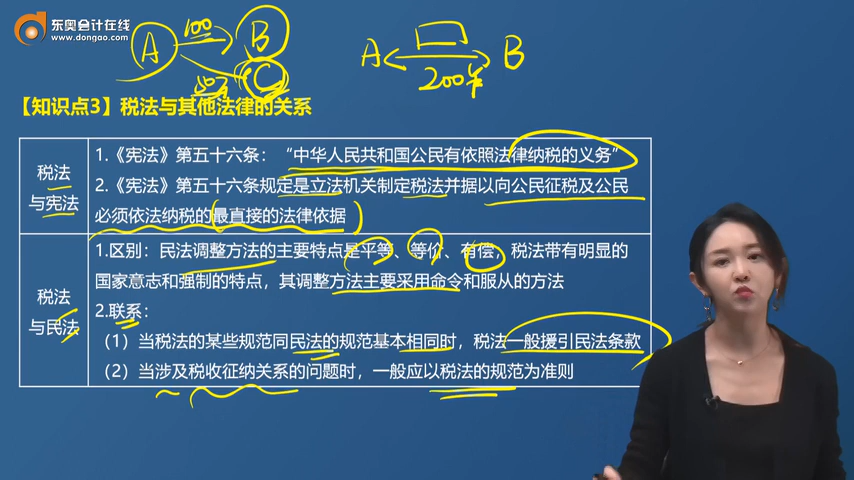 东奥会计在线
www.dongao.com
A 100 B
50万 C
A B
200件
【知识点3】税法与其他法律的关系
税法
与宪法
1.《宪法》第五十六条：“中华人民共和国公民有依照法律纳税的义务”
2.《宪法》第五十六条规定是立法机关制定税法并据以向公民征税及公民
必须依法纳税的最直接的法律依据
税法
与民法
1.区别：民法调整方法的主要特点是平等、等价、有偿，税法带有明显的
国家意志和强制的特点，其调整方法主要采用命令和服从的方法
2.联系：
（1）当税法的某些规范同民法的规范基本相同时，税法一般援引民法条款
（2）当涉及税收征纳关系的问题时，一般应以税法的规范为准则